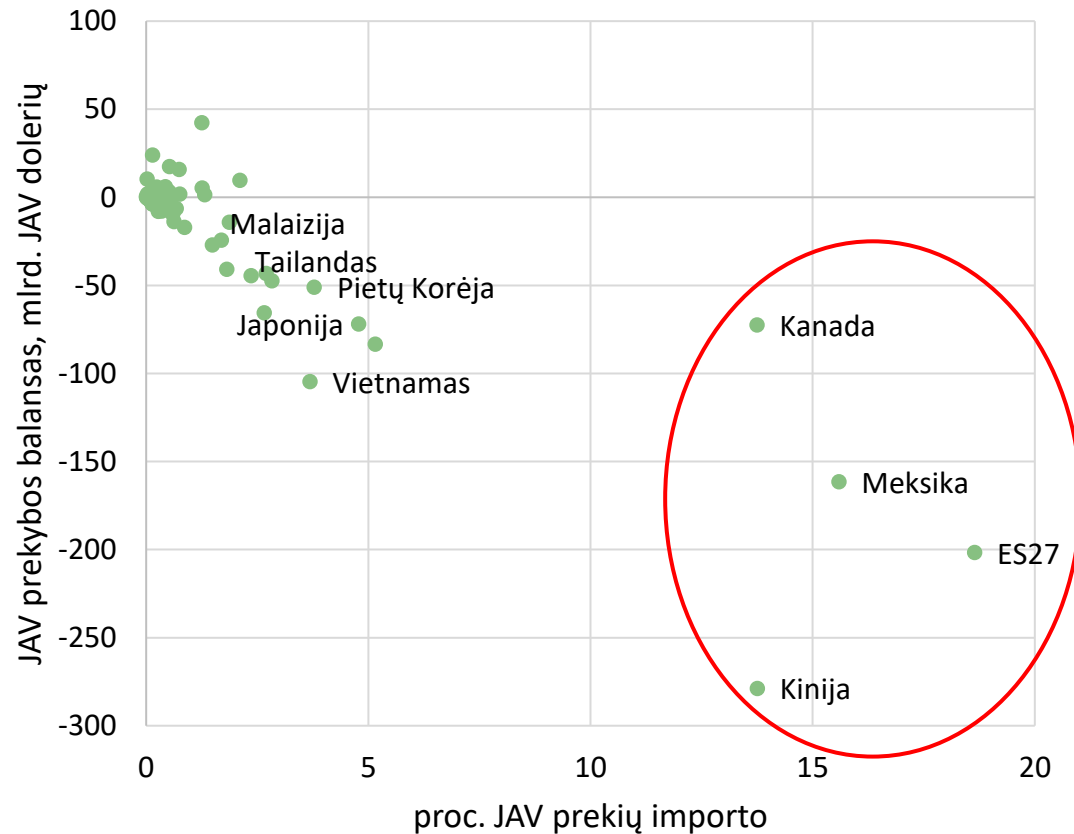 JAV prekybos balansas, mlrd. JAV dolerių
100
50
0
-50
-100
-150
-200
-250
-300
Malaizija
Tailandas
Pietų Korėja
Japonija
Vietnamas
Kanada
Meksika
ES27
Kinija
0 5 10 15 20
proc. JAV prekių importo